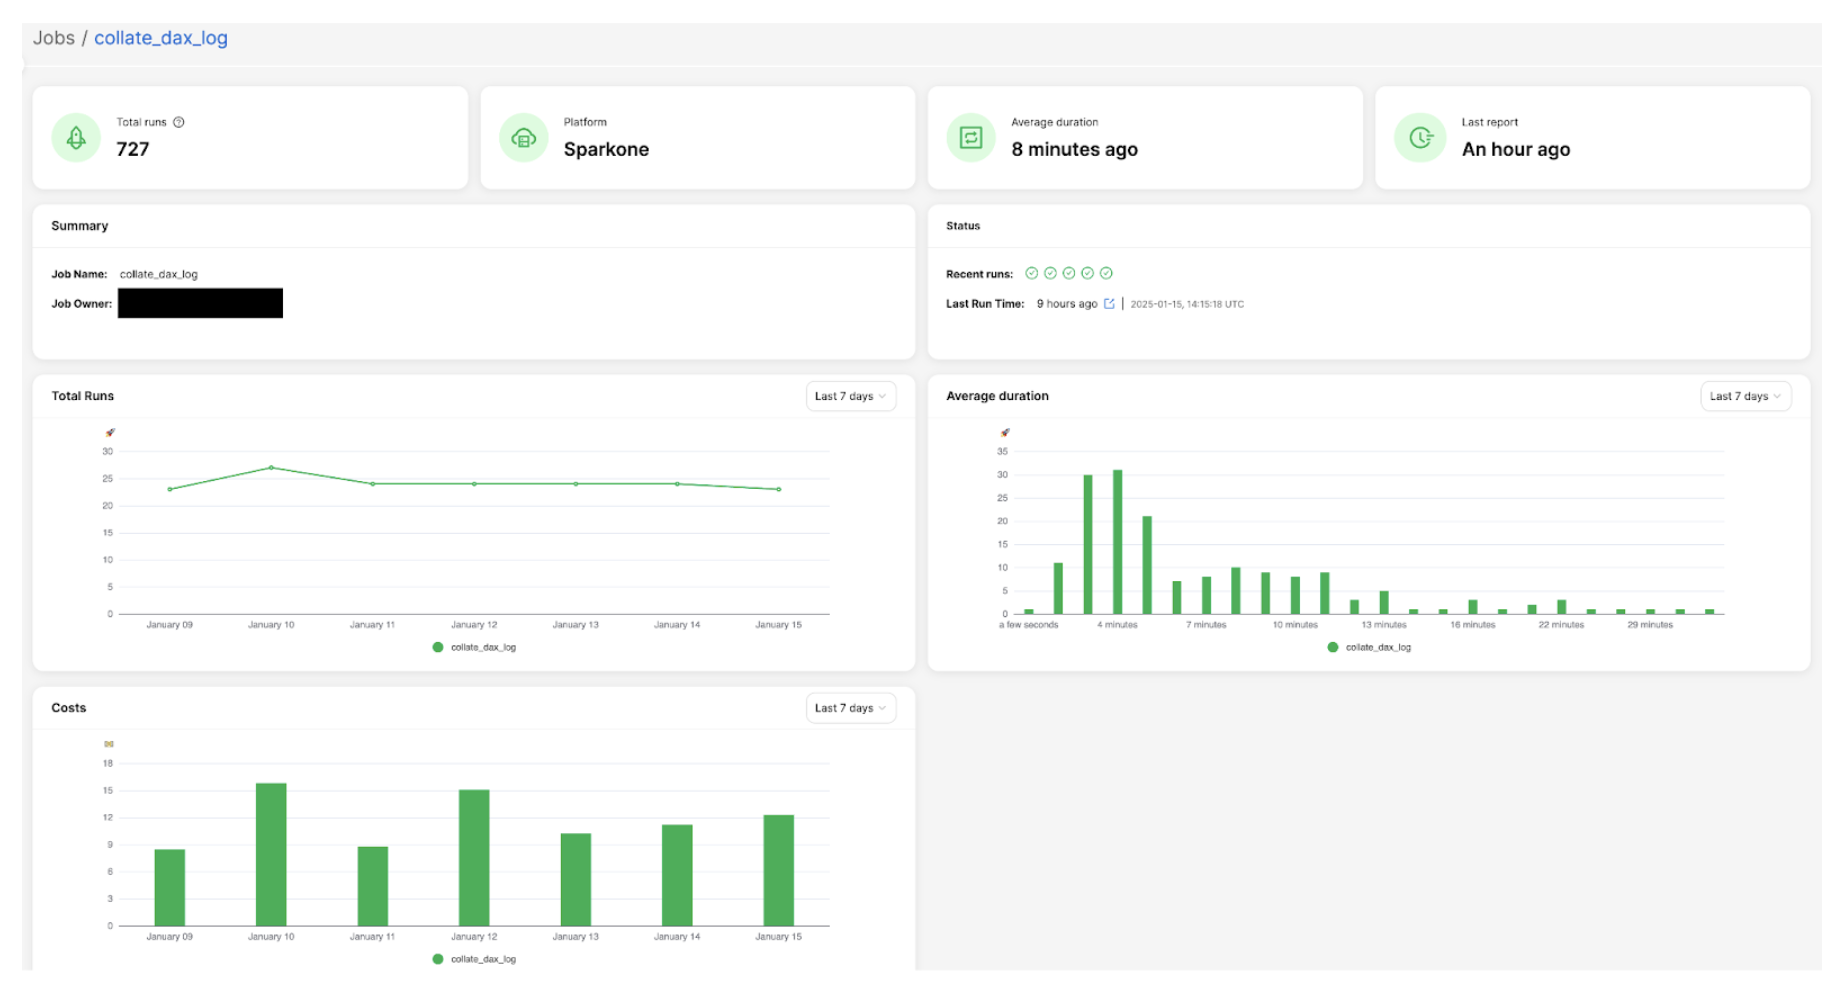 Jobs / collate_dax_log
Total runs
727
Platform
Sparkone
Average duration
8 minutes ago
Last report
An hour ago
Summary
Job Name: collate_dax_log
Job Owner:
Status
Recent runs:
Last Run Time: 9 hours ago | 2025-01-15, 14:15:18 UTC
Total Runs
Last 7 days
30
25
20
15
10
5
0
January 09 January 10 January 11 January 12 January 13 January 14 January 15
collate_dax_log
Average duration
Last 7 days
35
30
25
20
15
10
5
0
a few seconds 4 minutes 7 minutes 10 minutes 13 minutes 16 minutes 22 minutes 29 minutes
collate_dax_log
Costs
Last 7 days
18
15
12
9
6
3
0
January 09 January 10 January 11 January 12 January 13 January 14 January 15
collate_dax_log